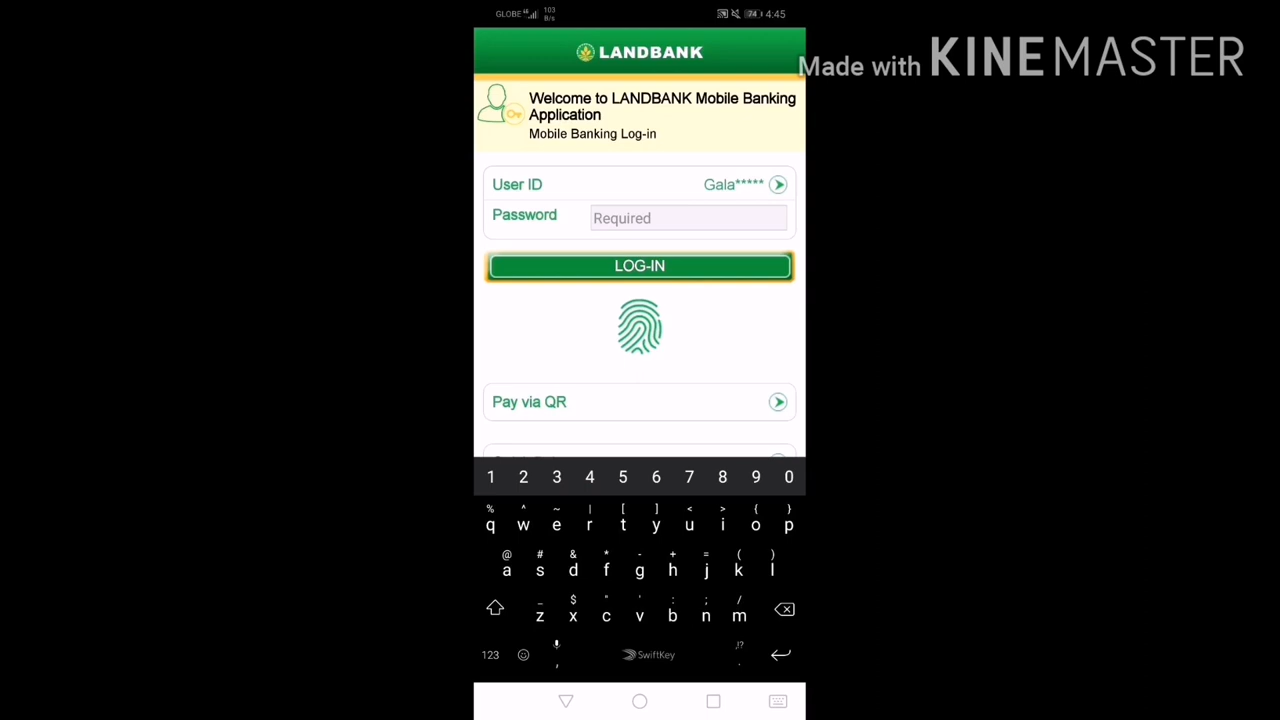 GLOBE 103 B/s 74 4:45
Made with KINEMASTER
LANDBANK
Welcome to LANDBANK Mobile Banking
Application
Mobile Banking Log-in
User ID Gala*****
Password Required
LOG-IN
Pay via QR
1 2 3 4 5 6 7 8 9 0
% ^ ~ | [ ] < > { }
q w e r t y u i o p
@ # & * - + = ( )
a s d f g h j k l
_ $ " ' : ; /
z x c v b n m
,!?
123 , SwiftKey .